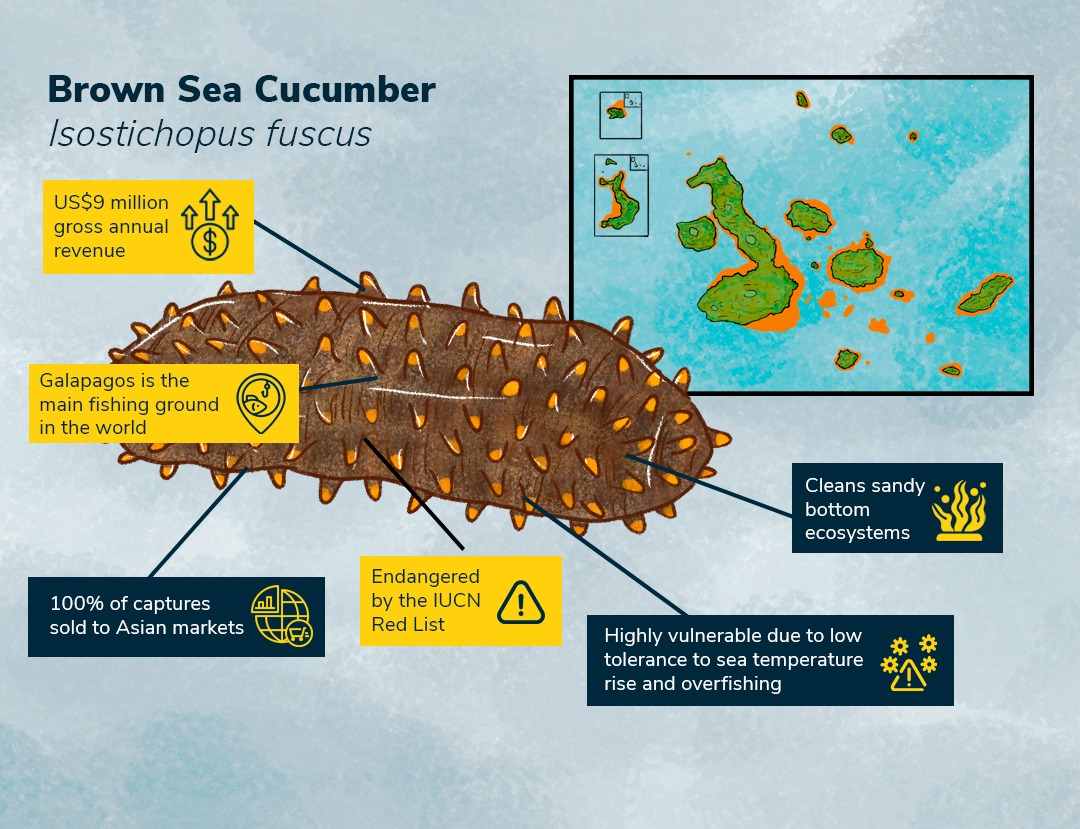 Brown Sea Cucumber
Isostichopus fuscus
US$9 million
gross annual
revenue
Galapagos is the
main fishing ground
in the world
100% of captures
sold to Asian markets
Endangered
by the IUCN
Red List
Highly vulnerable due to low
tolerance to sea temperature
rise and overfishing
Cleans sandy
bottom
ecosystems